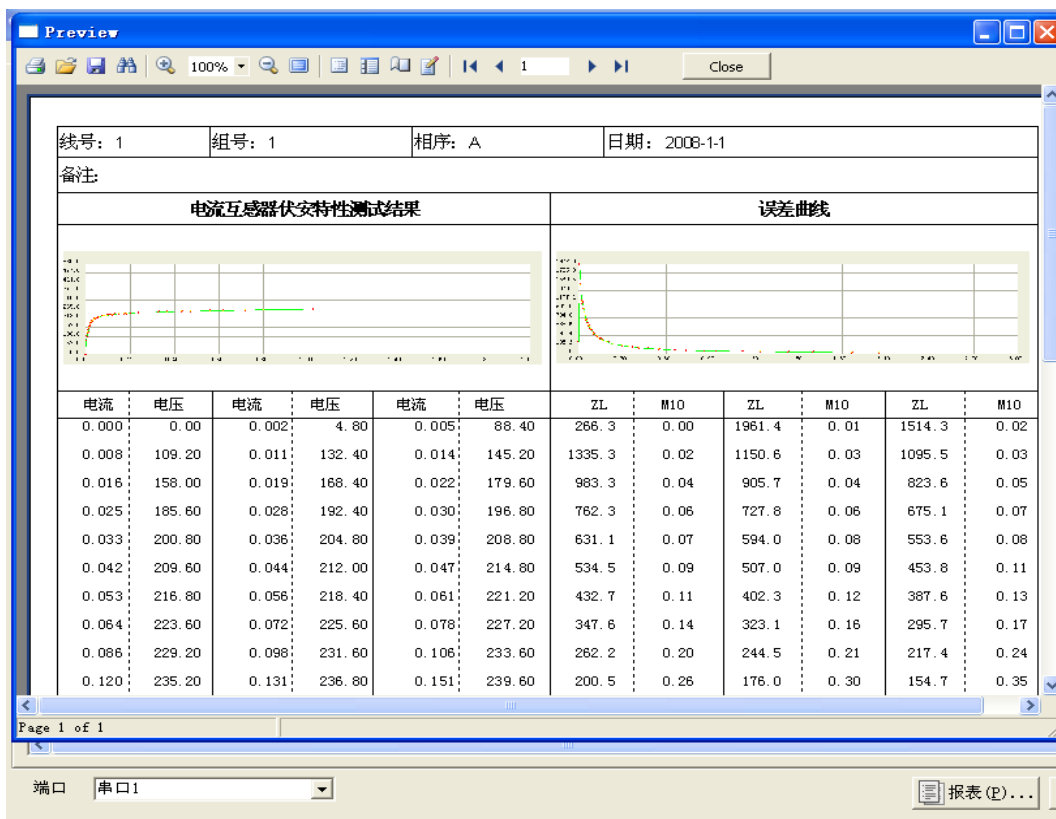 Preview
100% 1 Close
线号: 1 组号: 1 相序: A 日期: 2008-1-1
备注:
电流互感器伏安特性测试结果 误差曲线
电流 电压 电流 电压 电流 电压 ZL M10 ZL M10 ZL M10
0.000 0.00 0.002 4.80 0.005 88.40 266.3 0.00 1961.4 0.01 1514.3 0.02
0.008 109.20 0.011 132.40 0.014 145.20 1335.3 0.02 1150.6 0.03 1095.5 0.03
0.016 158.00 0.019 168.40 0.022 179.60 983.3 0.04 905.7 0.04 823.6 0.05
0.025 185.60 0.028 192.40 0.030 196.80 762.3 0.06 727.8 0.06 675.1 0.07
0.033 200.80 0.036 204.80 0.039 208.80 631.1 0.07 594.0 0.08 553.6 0.08
0.042 209.60 0.044 212.00 0.047 214.80 534.5 0.09 507.0 0.09 453.8 0.11
0.053 216.80 0.056 218.40 0.061 221.20 432.7 0.11 402.3 0.12 387.6 0.13
0.064 223.60 0.072 225.60 0.078 227.20 347.6 0.14 323.1 0.16 295.7 0.17
0.086 229.20 0.098 231.60 0.106 233.60 262.2 0.20 244.5 0.21 217.4 0.24
0.120 235.20 0.131 236.80 0.151 239.60 200.5 0.26 176.0 0.30 154.7 0.35
Page 1 of 1
端口 串口1 报表(P)...